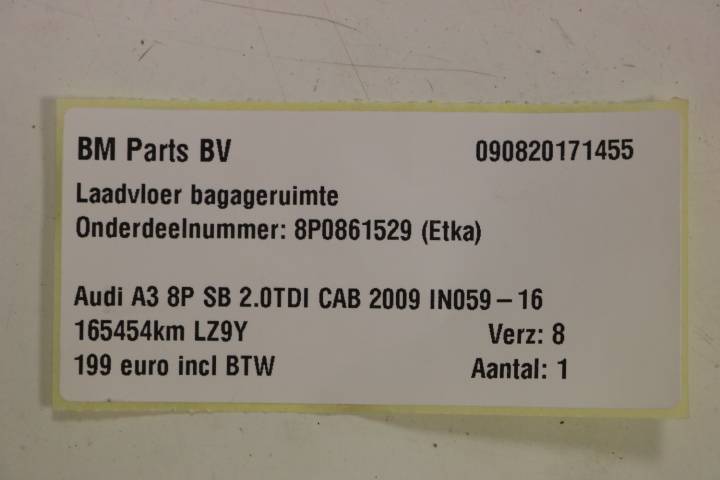 BM Parts BV 090820171455
Laadvloer bagageruimte
Onderdeelnummer: 8P0861529 (Etka)
Audi A3 8P SB 2.0TDI CAB 2009 IN059-16
165454km LZ9Y Verz: 8
199 euro incl BTW Aantal: 1